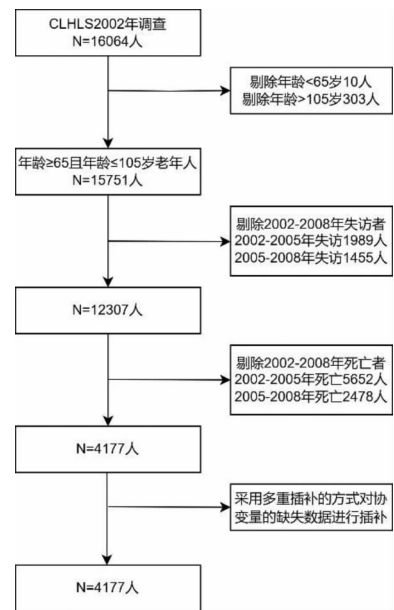 CLHLS2002年调查
N=16064人
剔除年龄<65岁10人
剔除年龄>105岁303人
年龄≥65且年龄≤105岁老年人
N=15751人
剔除2002-2008年失访者
2002-2005年失访1989人
2005-2008年失访1455人
N=12307人
剔除2002-2008年死亡者
2002-2005年死亡5652人
2005-2008年死亡2478人
N=4177人
采用多重插补的方式对协
变量的缺失数据进行插补
N=4177人